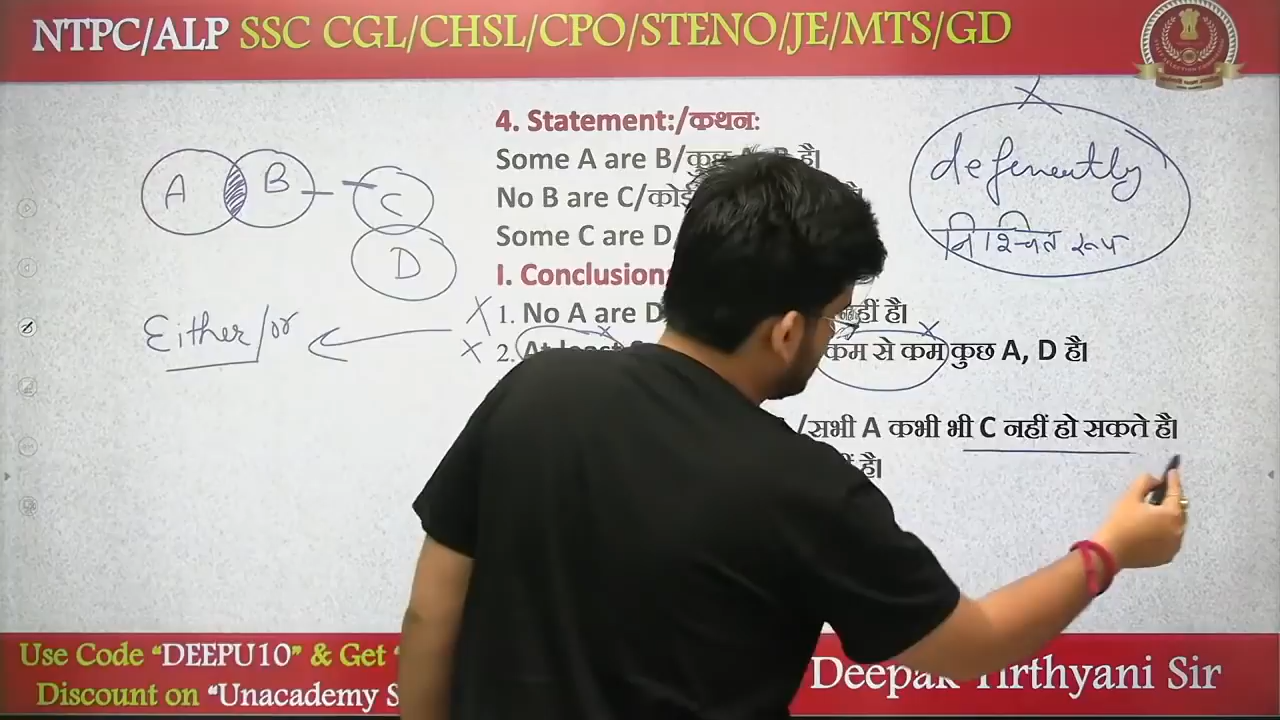 NTPC/ALP SSC CGL/CHSL/CPO/STENO/JE/MTS/GD
4. Statement:/कथनः
Some A are B/कुछ है।
No B are C/कोई है।
Some C are D
I. Conclusion:
1. No A are D नहीं है।
2. At least कम से कम कुछ A, D है।
/सभी A कभी भी C नहीं हो सकते है।
है।
A B C
D
Either/or
defenently
निश्चित रूप
Use Code “DEEPU10” & Get
Discount on “Unacademy S
Deepak Tirthyani Sir